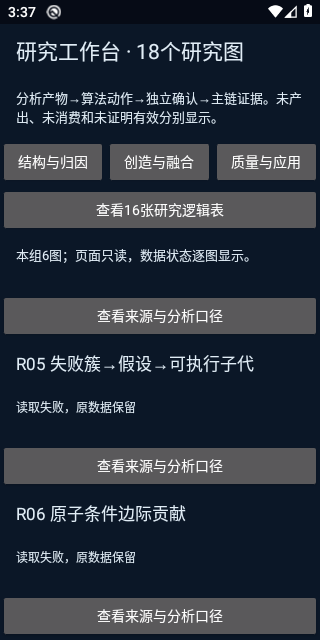 3:37
研究工作台 · 18个研究图
分析产物→算法动作→独立确认→主链证据。未产
出、未消费和未证明有效分别显示。
结构与归因 创造与融合 质量与应用
查看16张研究逻辑表
本组6图；页面只读，数据状态逐图显示。
查看来源与分析口径
R05 失败簇→假设→可执行子代
读取失败，原数据保留
查看来源与分析口径
R06 原子条件边际贡献
读取失败，原数据保留
查看来源与分析口径